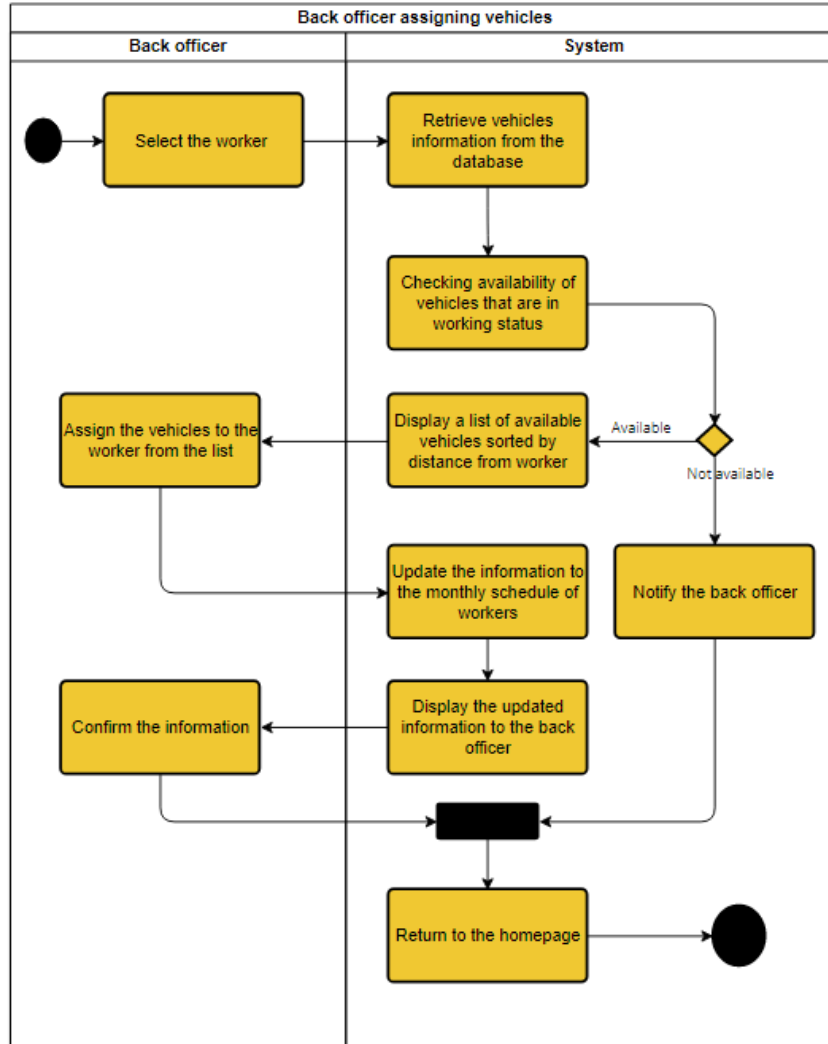 Back officer assigning vehicles
Back officer
System
Select the worker
Retrieve vehicles
information from the
database
Checking availability of
vehicles that are in
working status
Assign the vehicles to the
worker from the list
Display a list of available
vehicles sorted by
distance from worker
Available
Not available
Update the information to
the monthly schedule of
workers
Notify the back officer
Confirm the information
Display the updated
information to the back
officer
Return to the homepage